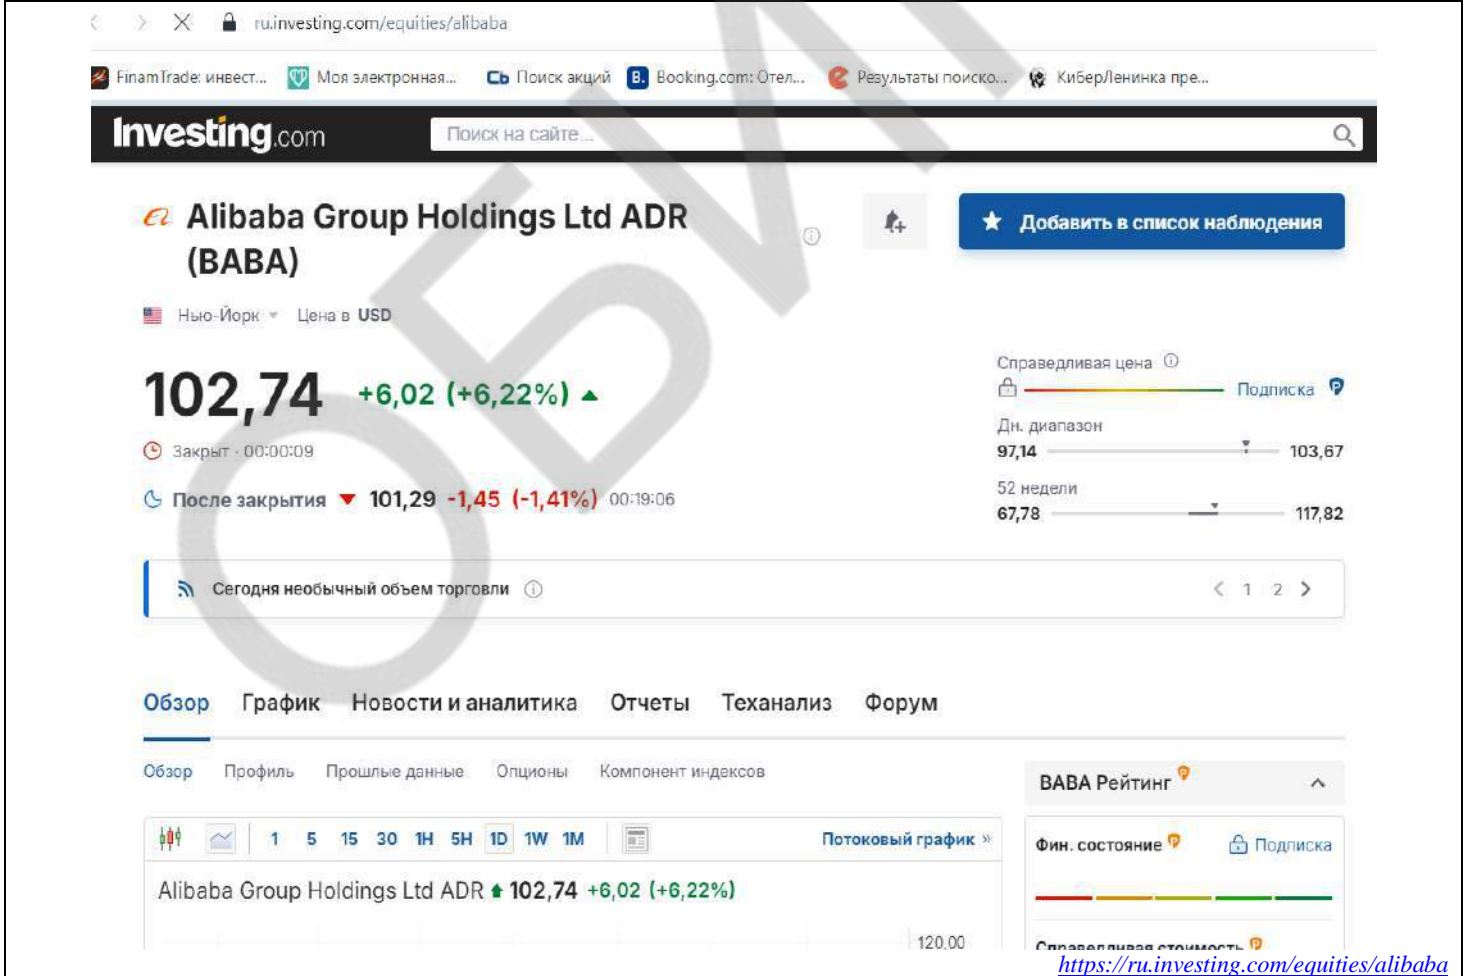 ru.investing.com/equities/alibaba
FinamTrade: инвест... Моя электронная... Сb Поиск акций B. Booking.com: Отел... Результаты поиско... КиберЛенинка пре...
Investing.com Поиск на сайте...
Alibaba Group Holdings Ltd ADR
(BABA)
Добавить в список наблюдения
Нью-Йорк Цена в USD
102,74 +6,02 (+6,22%)
Закрыт · 00:00:09
После закрытия 101,29 -1,45 (-1,41%) 00:19:06
Справедливая цена
Подписка
Дн. диапазон
97,14 103,67
52 недели
67,78 117,82
Сегодня необычный объем торговли < 1 2 >
Обзор График Новости и аналитика Отчеты Теханализ Форум
Обзор Профиль Прошлые данные Опционы Компонент индексов
BABA Рейтинг
1 5 15 30 1H 5H 1D 1W 1M Потоковый график »
Фин. состояние Подписка
Alibaba Group Holdings Ltd ADR 102,74 +6,02 (+6,22%)
120.00
Справедливая стоимость
https://ru.investing.com/equities/alibaba